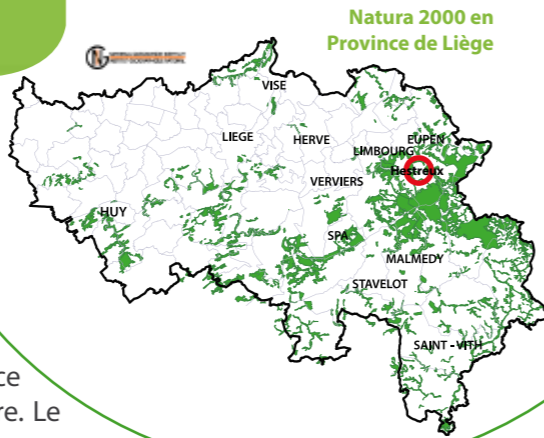 Natura 2000 en
Province de Liège
VISE
LIEGE
HERVE
EUPEN
LIMBOURG
Hestreux
VERVIERS
HUY
SPA
MALMEDY
STAVELOT
SAINT - VITH
ce
re. Le